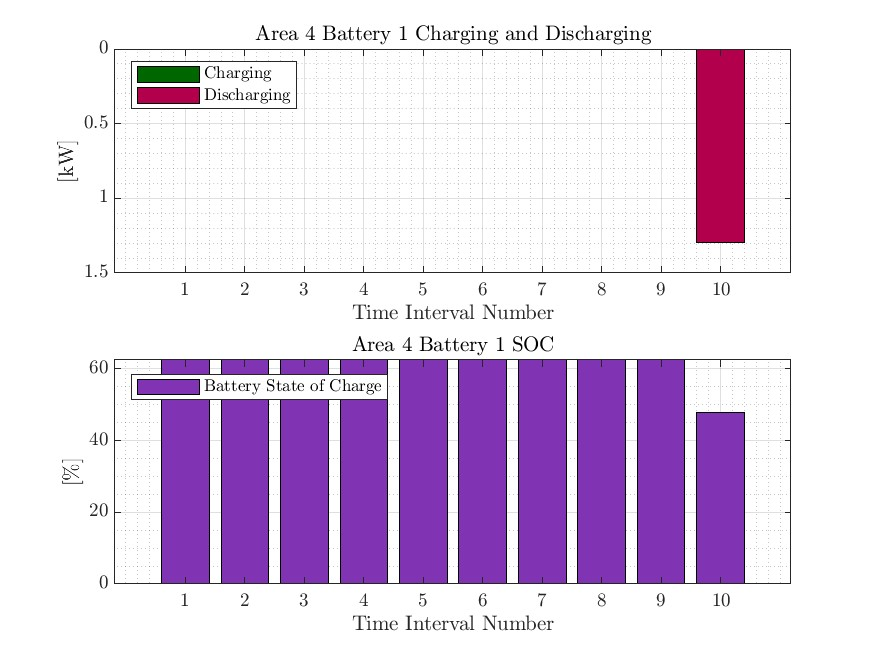 Area 4 Battery 1 Charging and Discharging
0
Charging
Discharging
0.5
[kW]
1
1.5
1 2 3 4 5 6 7 8 9 10
Time Interval Number
Area 4 Battery 1 SOC
60
Battery State of Charge
40
[%]
20
0
1 2 3 4 5 6 7 8 9 10
Time Interval Number